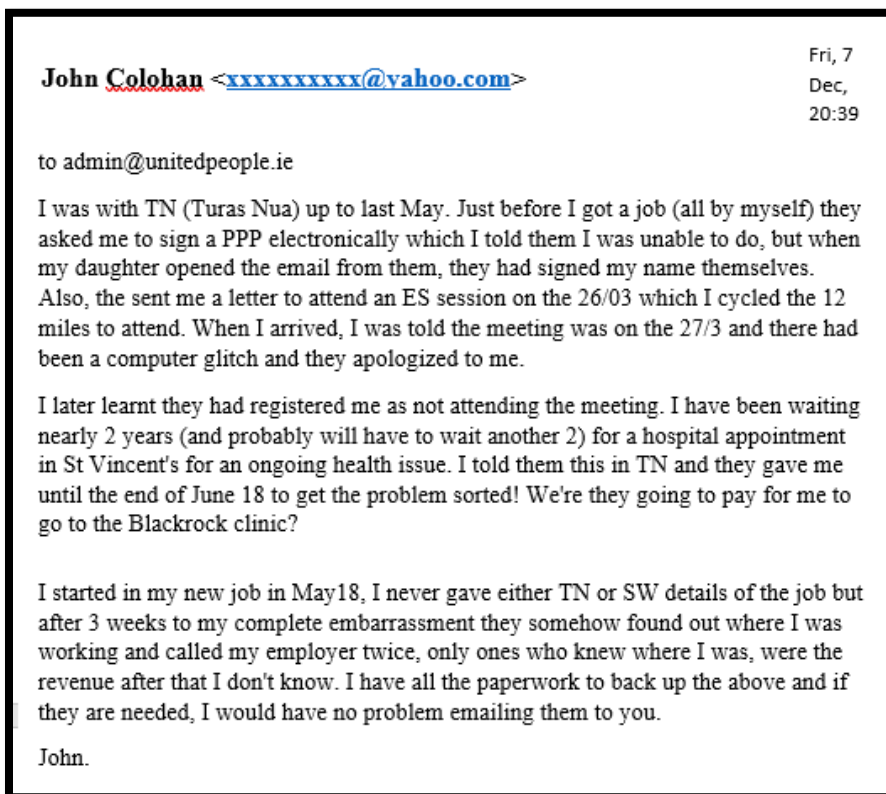 Fri, 7
Dec,
20:39
John Colohan <xxxxxxxxxx@yahoo.com>
to admin@unitedpeople.ie
I was with TN (Turas Nua) up to last May. Just before I got a job (all by myself) they
asked me to sign a PPP electronically which I told them I was unable to do, but when
my daughter opened the email from them, they had signed my name themselves.
Also, the sent me a letter to attend an ES session on the 26/03 which I cycled the 12
miles to attend. When I arrived, I was told the meeting was on the 27/3 and there had
been a computer glitch and they apologized to me.
I later learnt they had registered me as not attending the meeting. I have been waiting
nearly 2 years (and probably will have to wait another 2) for a hospital appointment
in St Vincent's for an ongoing health issue. I told them this in TN and they gave me
until the end of June 18 to get the problem sorted! We're they going to pay for me to
go to the Blackrock clinic?
I started in my new job in May18, I never gave either TN or SW details of the job but
after 3 weeks to my complete embarrassment they somehow found out where I was
working and called my employer twice, only ones who knew where I was, were the
revenue after that I don't know. I have all the paperwork to back up the above and if
they are needed, I would have no problem emailing them to you.
John.